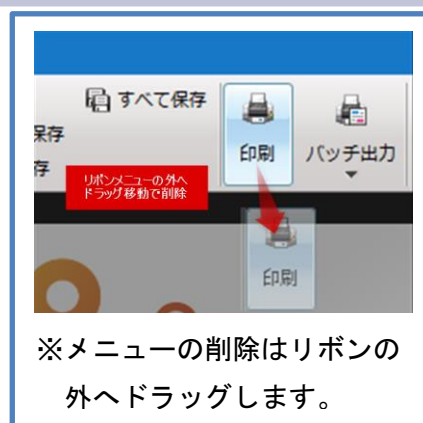 すべて保存
保存
存
印刷
バッチ出力
リボンメニューの外へ
ドラッグ移動で削除
印刷
※メニューの削除はリボンの
外へドラッグします。